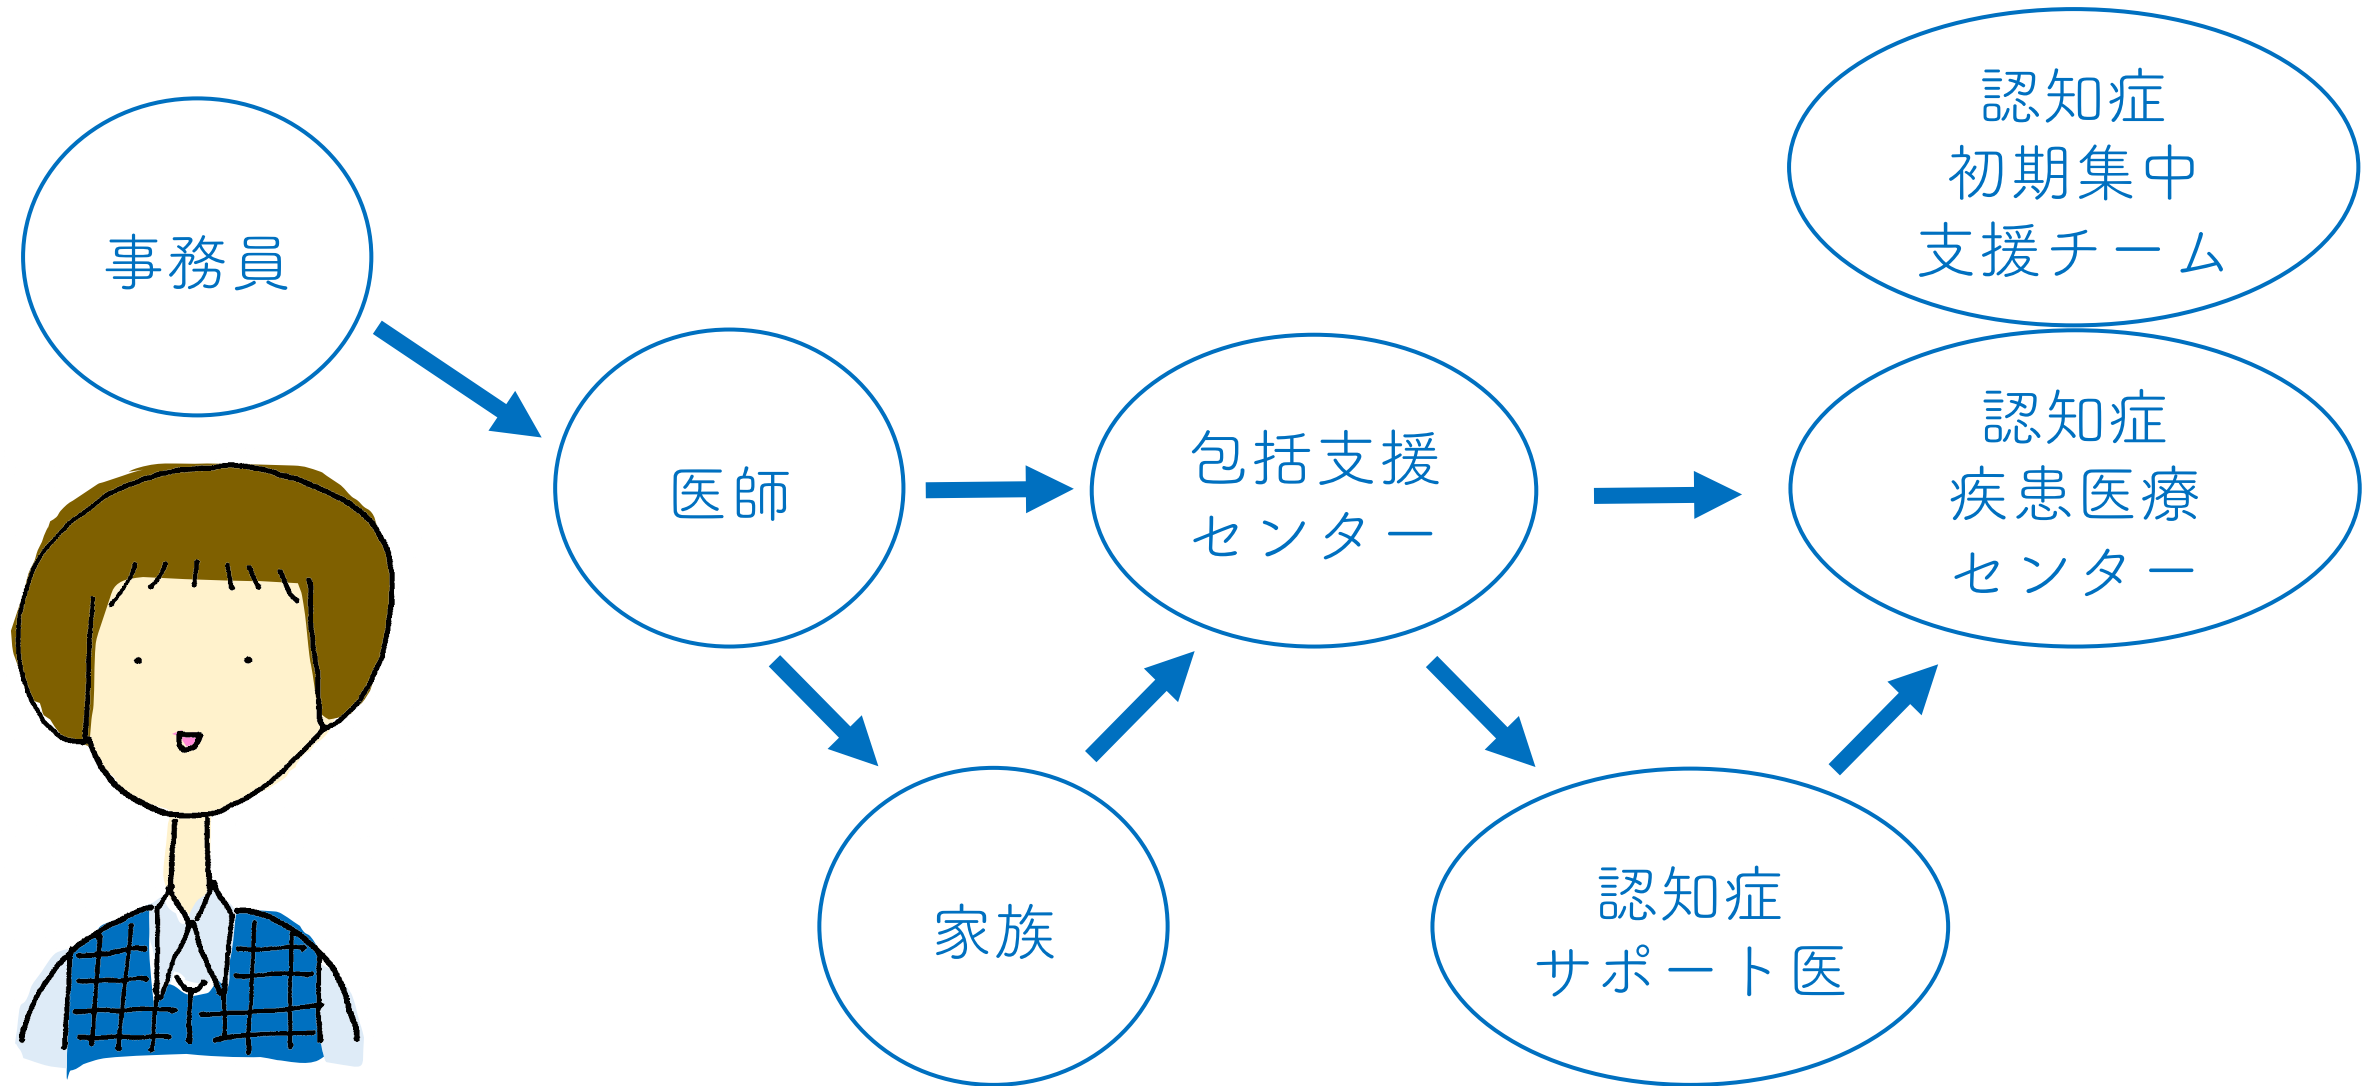 事務員
医師
家族
包括支援
センター
認知症
サポート医
認知症
初期集中
支援チーム
認知症
疾患医療
センター